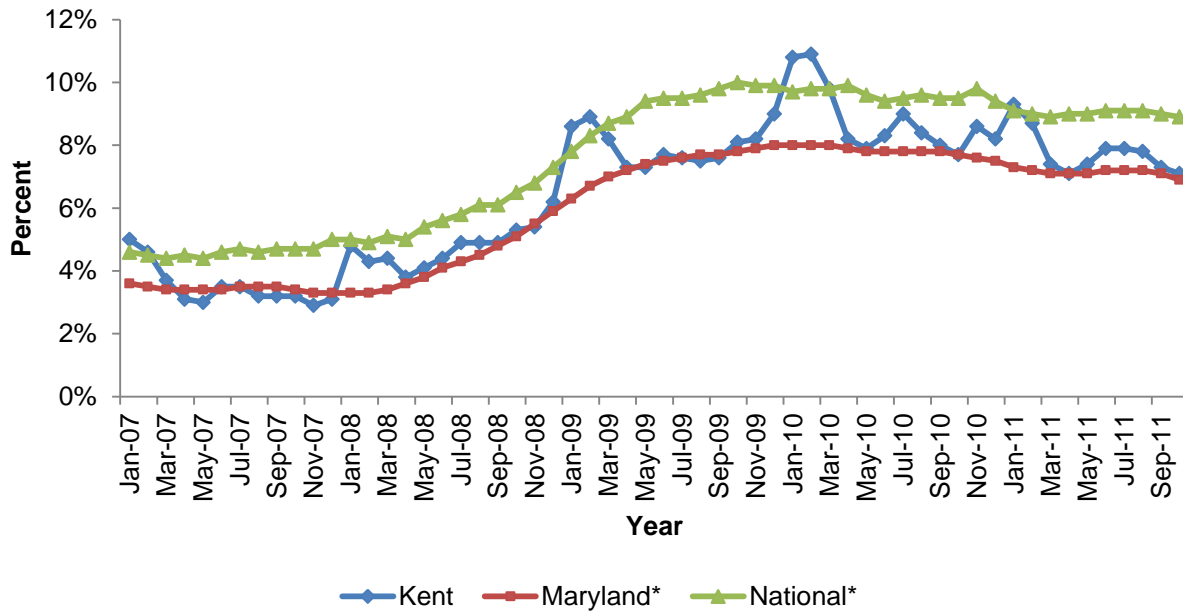 12%
10%
8%
6%
4%
2%
0%
Percent
Jan-07
Mar-07
May-07
Jul-07
Sep-07
Nov-07
Jan-08
Mar-08
May-08
Jul-08
Sep-08
Nov-08
Jan-09
Mar-09
May-09
Jul-09
Sep-09
Nov-09
Jan-10
Mar-10
May-10
Jul-10
Sep-10
Nov-10
Jan-11
Mar-11
May-11
Jul-11
Sep-11
Year
Kent Maryland* National*